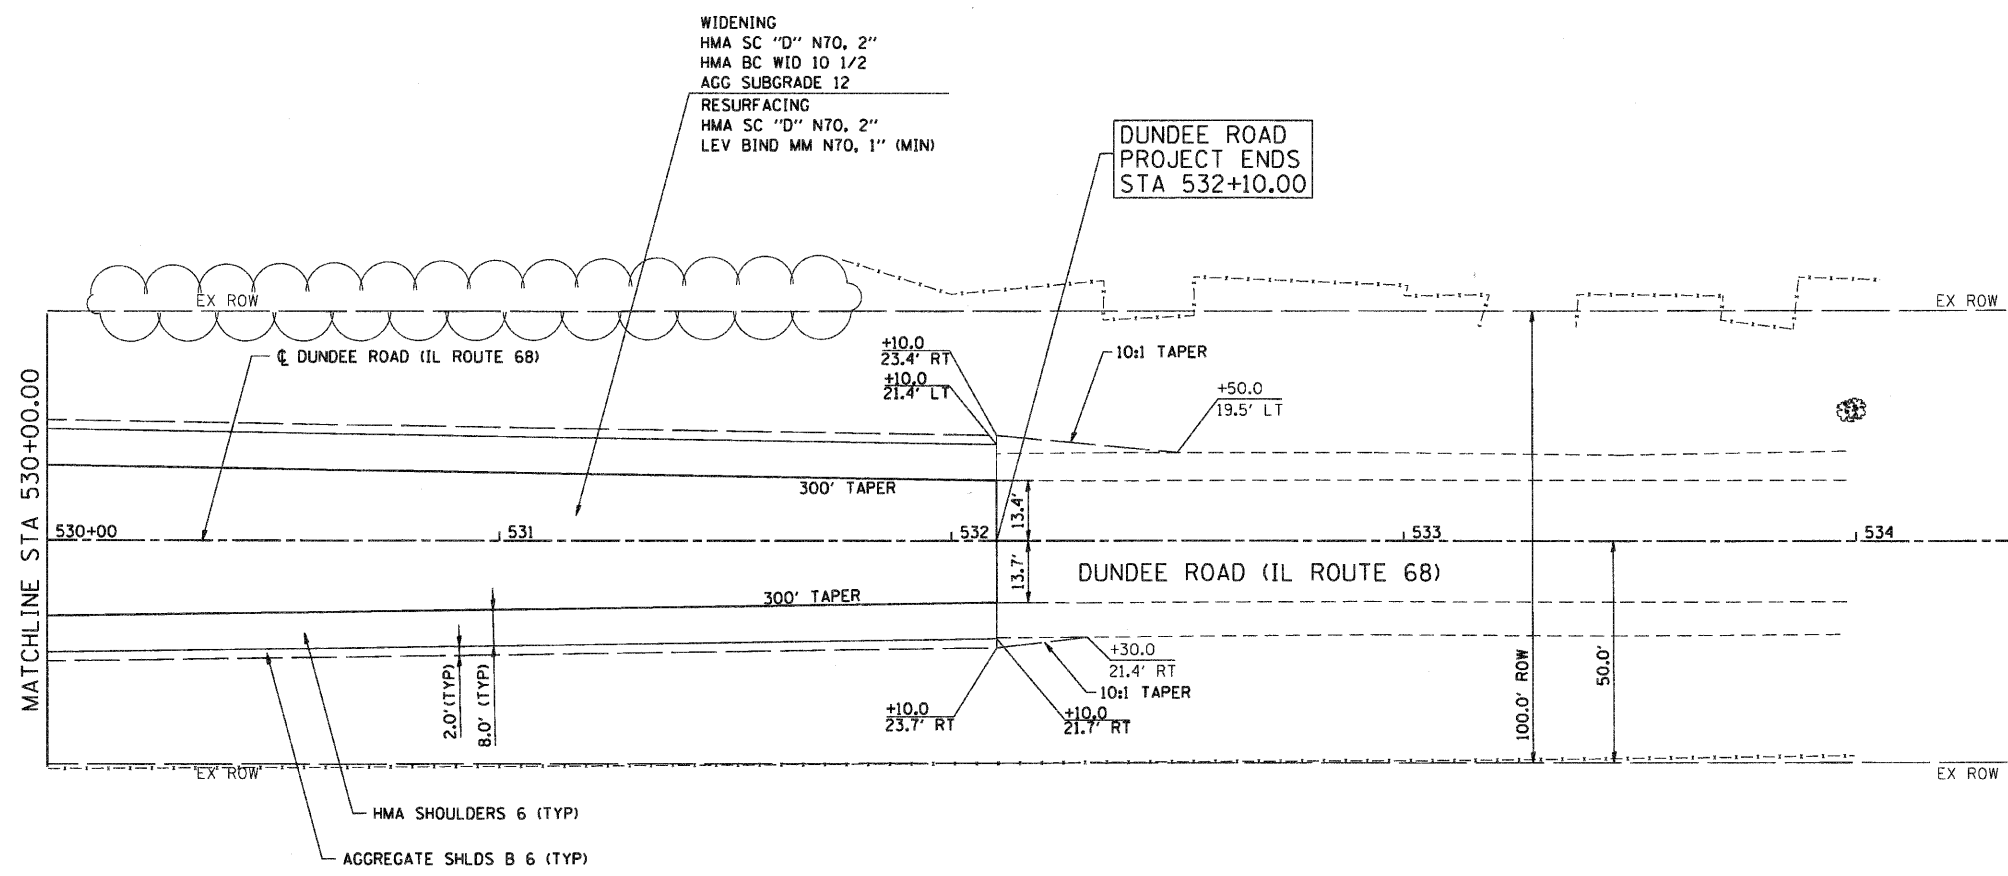 WIDENING
HMA SC "D" N70, 2"
HMA BC WID 10 1/2
AGG SUBGRADE 12
RESURFACING
HMA SC "D" N70, 2"
LEV BIND MM N70, 1" (MIN)
DUNDEE ROAD
PROJECT ENDS
STA 532+10.00
EX ROW
EX ROW
℄ DUNDEE ROAD (IL ROUTE 68)
+10.0
23.4' RT
+10.0
21.4' LT
10:1 TAPER
+50.0
19.5' LT
MATCHLINE STA 530+00.00
300' TAPER
13.4'
530+00
531
532
533
534
13.7'
DUNDEE ROAD (IL ROUTE 68)
300' TAPER
+30.0
21.4' RT
10:1 TAPER
2.0' (TYP)
8.0' (TYP)
+10.0
23.7' RT
+10.0
21.7' RT
100.0' ROW
50.0'
EX ROW
EX ROW
HMA SHOULDERS 6 (TYP)
AGGREGATE SHLDS B 6 (TYP)